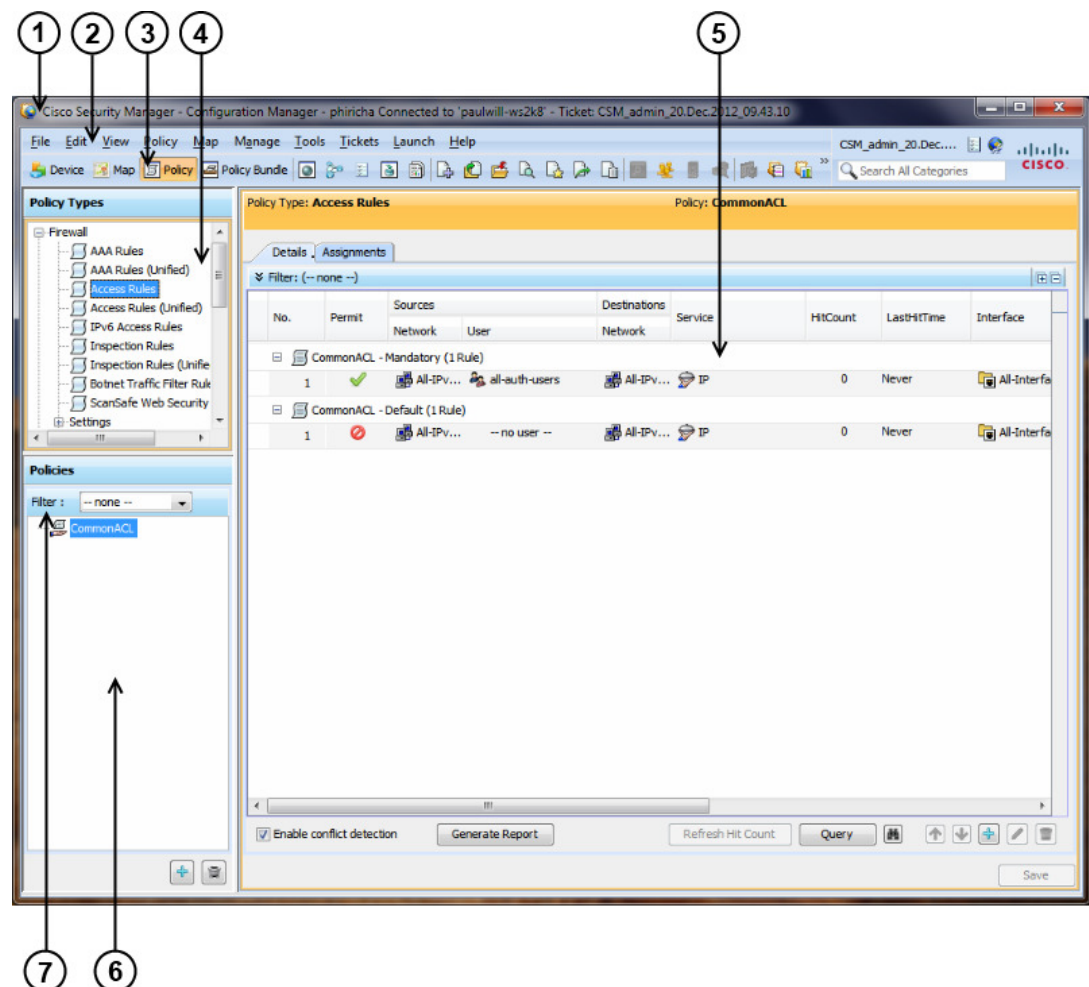 1 2 3 4 5
Cisco Security Manager - Configuration Manager - phiricha Connected to 'paulwill-ws2k8' - Ticket: CSM_admin_20.Dec.2012_09.43.10
File Edit View Policy Map Manage Tools Tickets Launch Help
CSM_admin_20.Dec....
Device Map Policy Policy Bundle
Search All Categories
CISCO
Policy Types
Firewall
AAA Rules
AAA Rules (Unified)
Access Rules
Access Rules (Unified)
IPv6 Access Rules
Inspection Rules
Inspection Rules (Unifie
Botnet Traffic Filter Rule
ScanSafe Web Security
Settings
Policies
Filter : -- none --
CommonACL
Policy Type: Access Rules Policy: CommonACL
Details Assignments
Filter: (-- none --)
No. Permit Sources Destinations Service HitCount LastHitTime Interface
Network User Network
CommonACL - Mandatory (1 Rule)
1 All-IPv... all-auth-users All-IPv... IP 0 Never All-Interfa
CommonACL - Default (1 Rule)
1 All-IPv... -- no user -- All-IPv... IP 0 Never All-Interfa
Enable conflict detection Generate Report Refresh Hit Count Query
Save
7 6